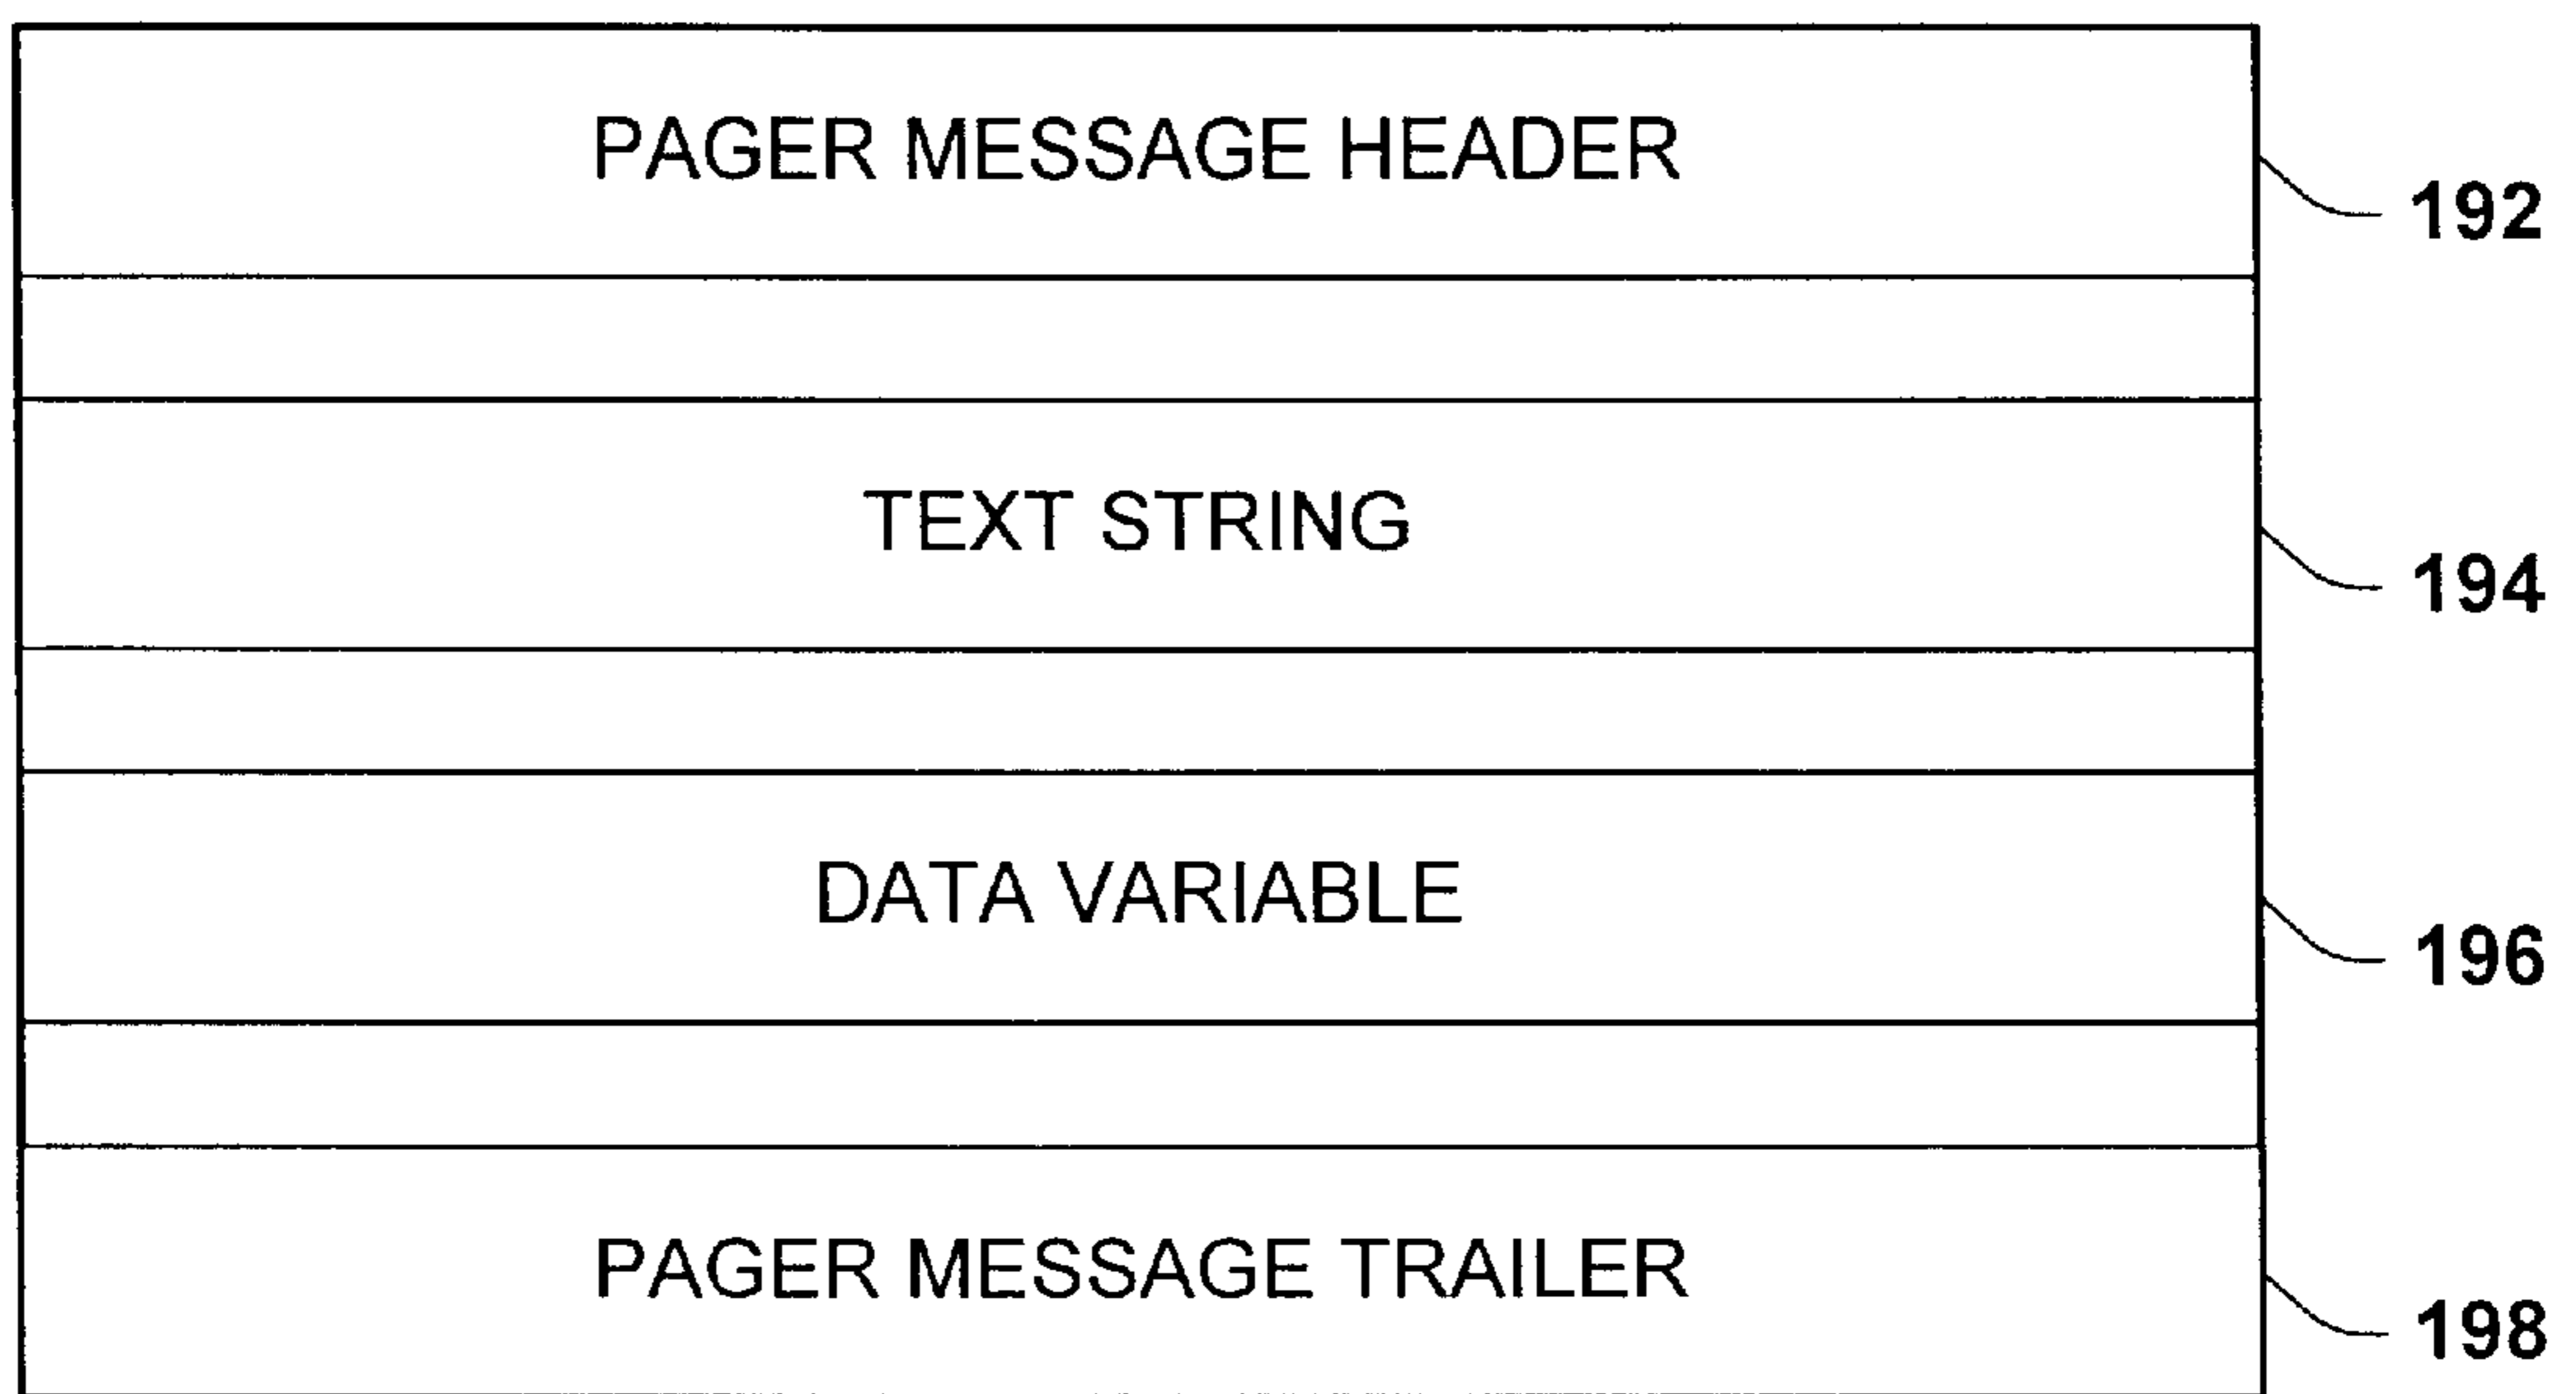 PAGER MESSAGE HEADER
192
TEXT STRING
194
DATA VARIABLE
196
PAGER MESSAGE TRAILER
198